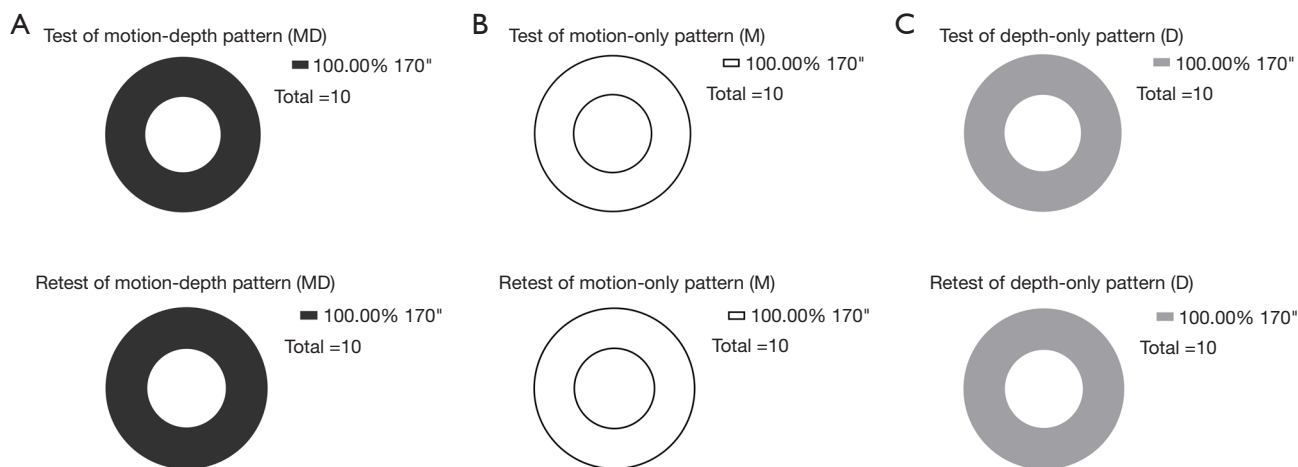 A
Test of motion-depth pattern (MD)
100.00% 170"
Total =10
B
Test of motion-only pattern (M)
100.00% 170"
Total =10
C
Test of depth-only pattern (D)
100.00% 170"
Total =10
Retest of motion-depth pattern (MD)
100.00% 170"
Total =10
Retest of motion-only pattern (M)
100.00% 170"
Total =10
Retest of depth-only pattern (D)
100.00% 170"
Total =10